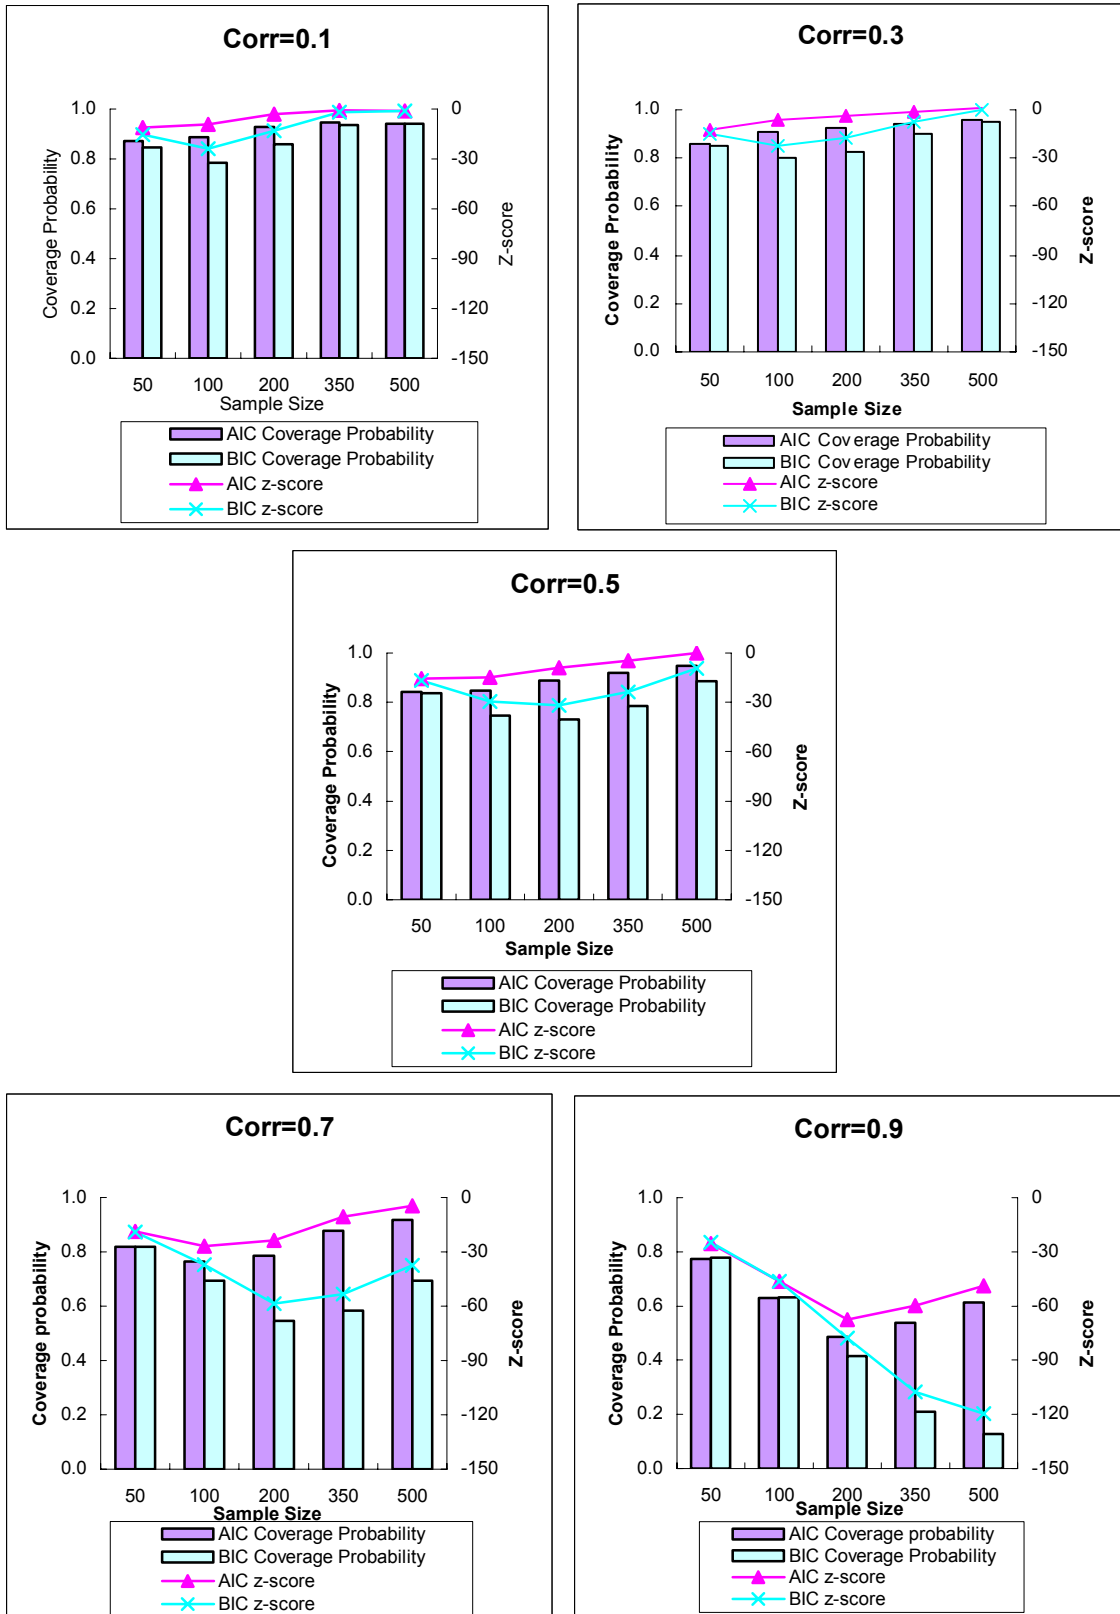 Corr=0.1
1.0
0.8
0.6
0.4
0.2
0.0
Coverage Probability
0
-30
-60
-90
-120
-150
Z-score
50 100 200 350 500
Sample Size
AIC Coverage Probability
BIC Coverage Probability
AIC z-score
BIC z-score
Corr=0.3
1.0
0.8
0.6
0.4
0.2
0.0
Coverage Probability
0
-30
-60
-90
-120
-150
Z-score
50 100 200 350 500
Sample Size
AIC Coverage Probability
BIC Coverage Probability
AIC z-score
BIC z-score
Corr=0.5
1.0
0.8
0.6
0.4
0.2
0.0
Coverage Probability
0
-30
-60
-90
-120
-150
Z-score
50 100 200 350 500
Sample Size
AIC Coverage Probability
BIC Coverage Probability
AIC z-score
BIC z-score
Corr=0.7
1.0
0.8
0.6
0.4
0.2
0.0
Coverage probability
0
-30
-60
-90
-120
-150
Z-score
50 100 200 350 500
Sample Size
AIC Coverage Probability
BIC Coverage Probability
AIC z-score
BIC z-score
Corr=0.9
1.0
0.8
0.6
0.4
0.2
0.0
Coverage Probability
0
-30
-60
-90
-120
-150
Z-score
50 100 200 350 500
Sample Size
AIC Coverage probability
BIC Coverage Probability
AIC z-score
BIC z-score